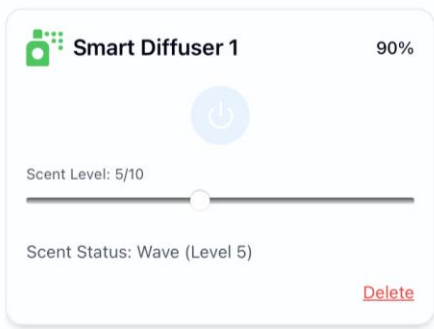 Smart Diffuser 1 90%
Scent Level: 5/10
Scent Status: Wave (Level 5)
Delete